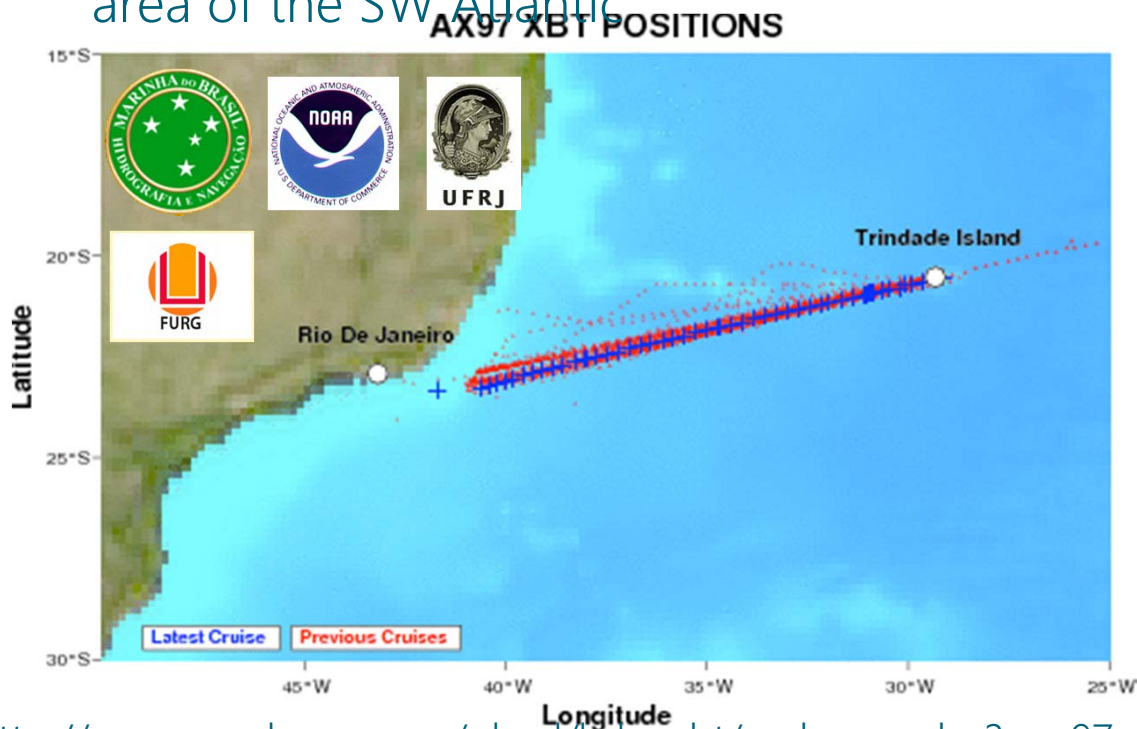 area of the SW Atlantic
AX97 XBT POSITIONS
15°S
MARINHA DO BRASIL
HIDROGRAFIA E NAVEGAÇÃO
NATIONAL OCEANIC AND ATMOSPHERIC ADMINISTRATION
NOAA
U S DEPARTMENT OF COMMERCE
UFRJ
Trindade Island
20°S
FURG
Rio De Janeiro
Latitude
25°S
Latest Cruise
Previous Cruises
30°S
45°W
40°W
35°W
30°W
25°W
Longitude